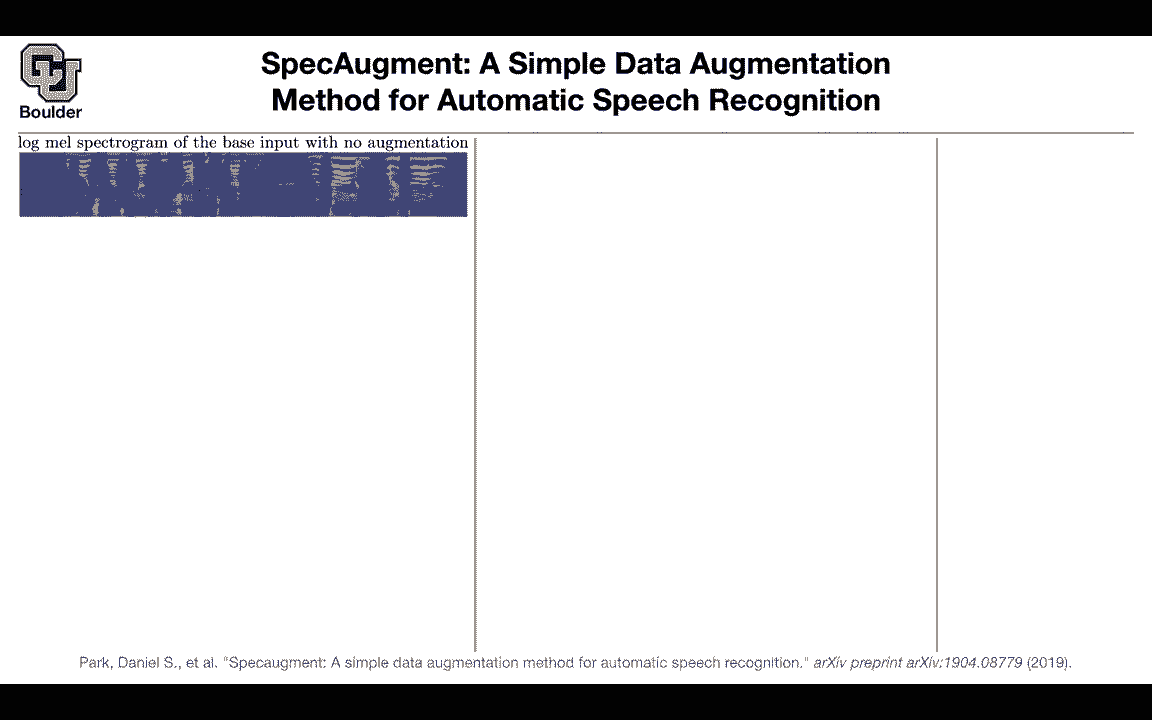 SpecAugment: A Simple Data Augmentation
Method for Automatic Speech Recognition
CU
Boulder
log mel spectrogram of the base input with no augmentation
Park, Daniel S., et al. "Specaugment: A simple data augmentation method for automatic speech recognition." arXiv preprint arXiv:1904.08779 (2019).